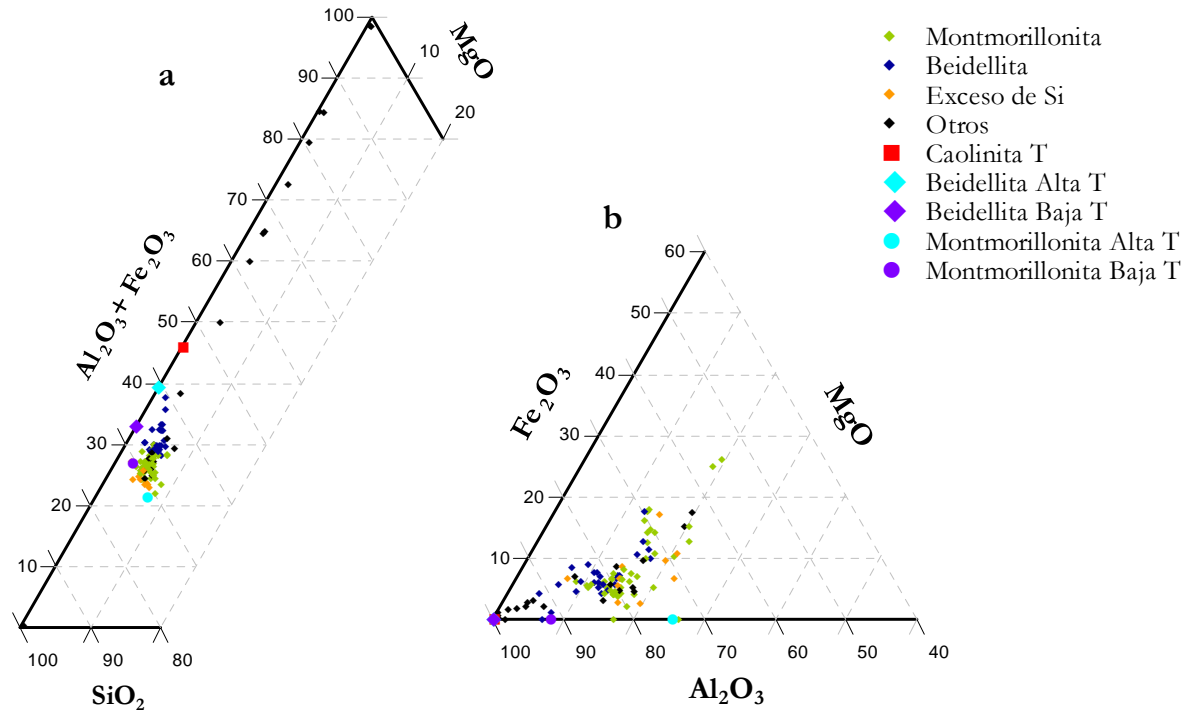 a
100
90
80
70
60
50
40
30
20
10
Al₂O₃+ Fe₂O₃
MgO
10
20
100 90 80
SiO₂
b
60
50
40
30
20
10
Fe₂O₃
MgO
100 90 80 70 60 50 40
Al₂O₃
Montmorillonita
Beidellita
Exceso de Si
Otros
Caolinita T
Beidellita Alta T
Beidellita Baja T
Montmorillonita Alta T
Montmorillonita Baja T